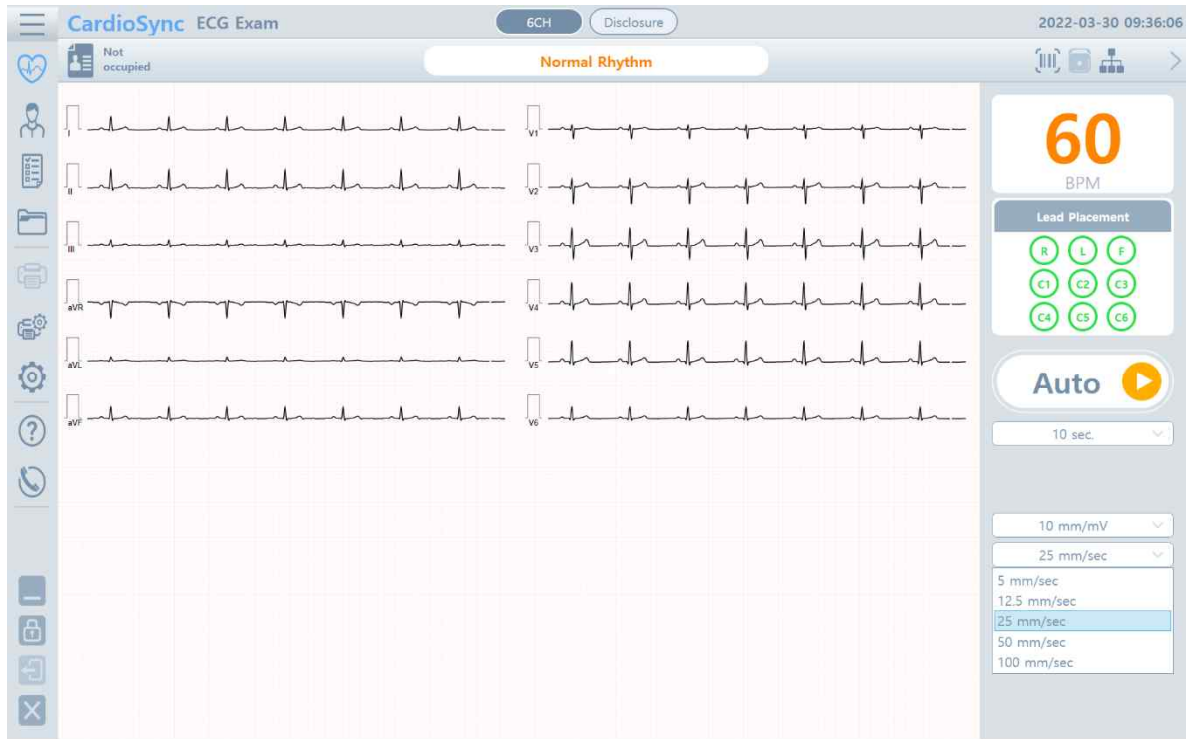 CardioSync ECG Exam
6CH
Disclosure
2022-03-30 09:36:06
Not
occupied
Normal Rhythm
I
II
III
aVR
aVL
aVF
V1
V2
V3
V4
V5
V6
60
BPM
Lead Placement
R L F
C1 C2 C3
C4 C5 C6
Auto
10 sec.
10 mm/mV
25 mm/sec
5 mm/sec
12.5 mm/sec
25 mm/sec
50 mm/sec
100 mm/sec